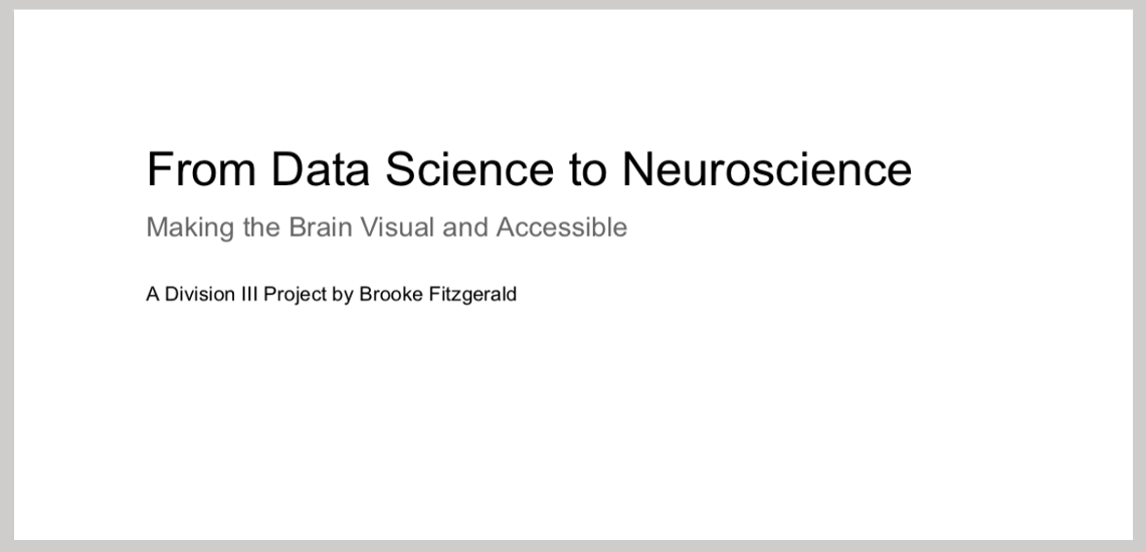 From Data Science to Neuroscience
Making the Brain Visual and Accessible
A Division III Project by Brooke Fitzgerald